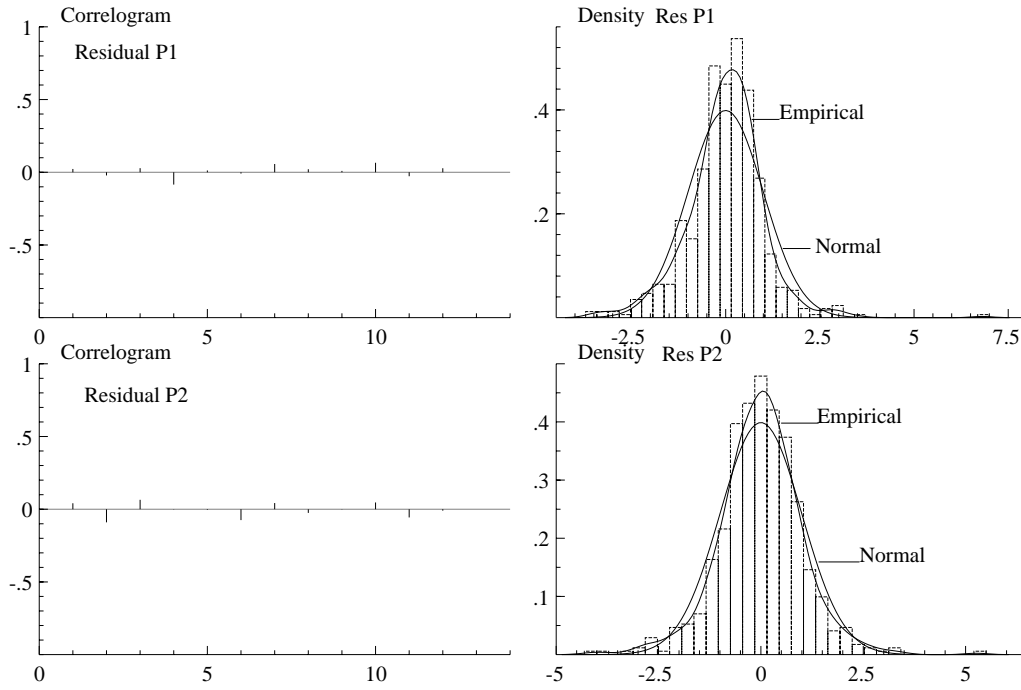 Correlogram
Residual P1
1
.5
0
-.5
0
5
10
Density
Res P1
Empirical
Normal
.4
.2
-2.5
0
2.5
5
7.5
Correlogram
Residual P2
1
.5
0
-.5
0
5
10
Density
Res P2
Empirical
Normal
.4
.3
.2
.1
-5
-2.5
0
2.5
5